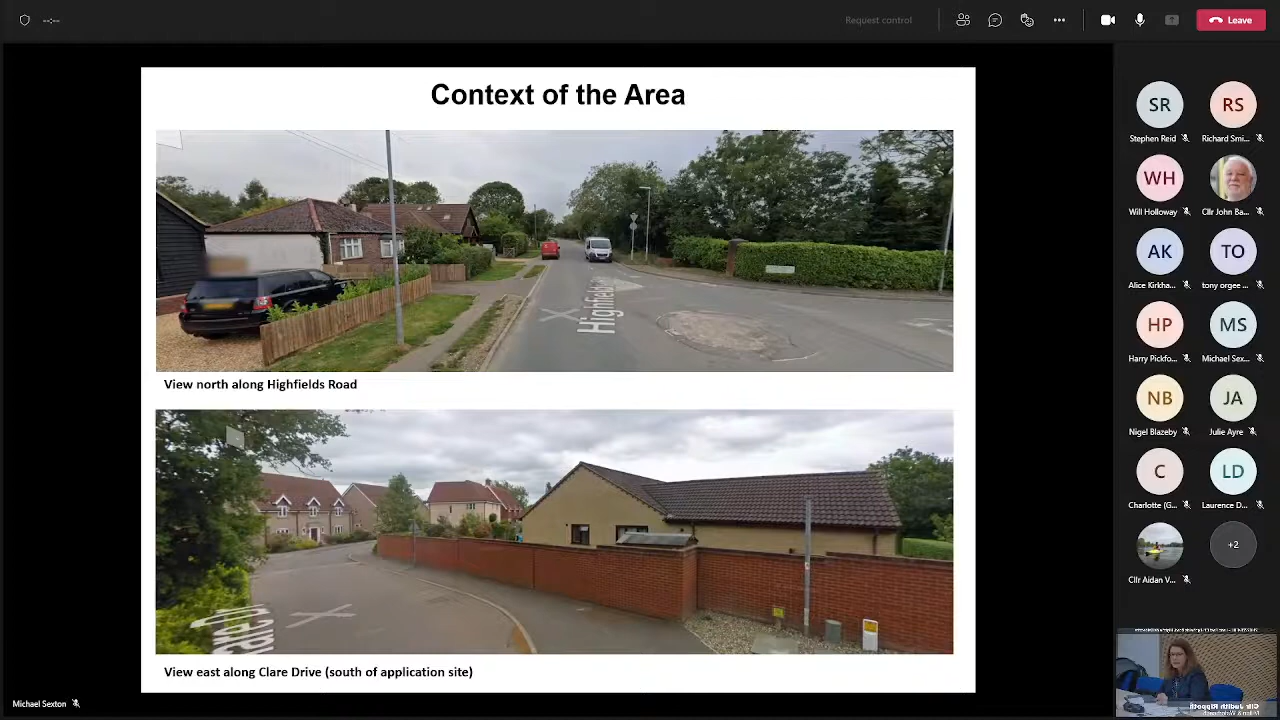 --:--
Request control
Leave
Context of the Area
Highfields
View north along Highfields Road
View east along Clare Drive (south of application site)
SR
RS
Stephen Reid
Richard Smi...
WH
Will Holloway
Cllr John Ba...
AK
TO
Alice Kirkha...
tony orgee ...
HP
MS
Harry Pickfo...
Michael Sex...
NB
JA
Nigel Blazeby
Julie Ayre
C
LD
Charlotte (G...
Laurence D...
+2
Cllr Aidan V...
Michael Sexton